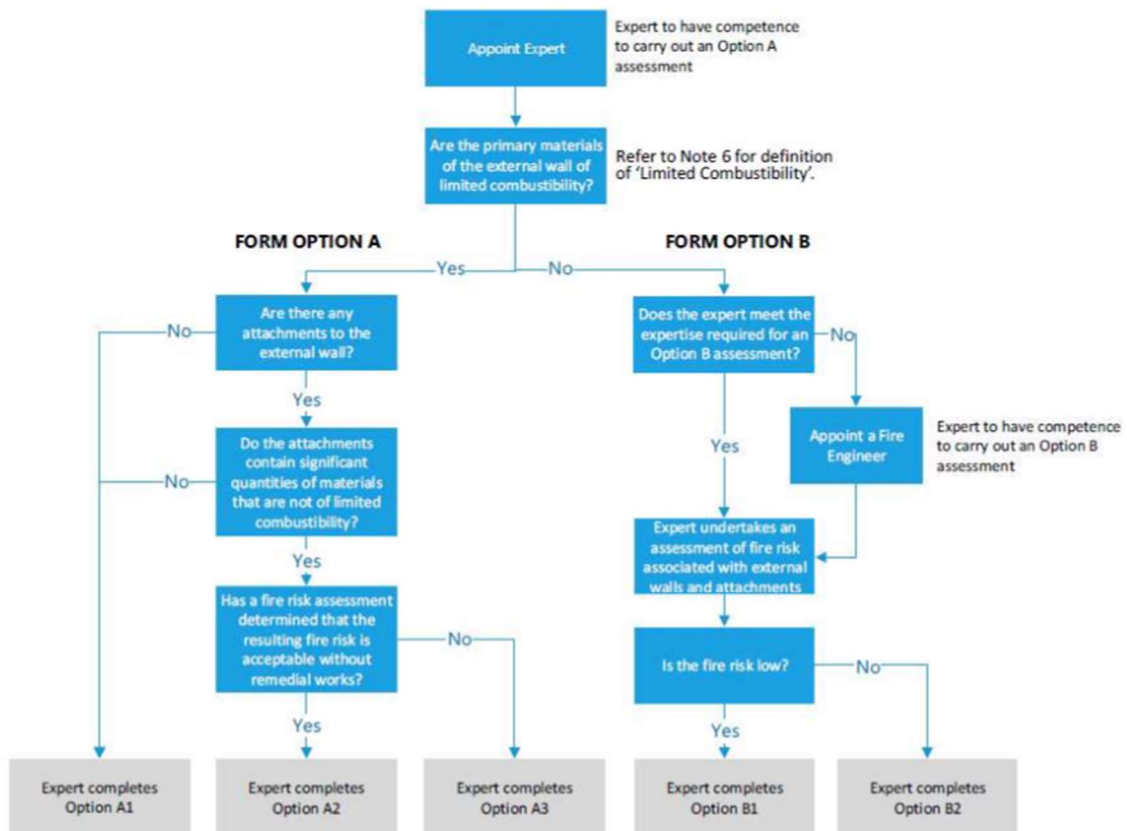 Appoint Expert
Expert to have competence
to carry out an Option A
assessment
Are the primary materials
of the external wall of
limited combustibility?
Refer to Note 6 for definition
of ‘Limited Combustibility’.
FORM OPTION A
FORM OPTION B
Yes
No
Are there any
attachments to the
external wall?
No
Yes
Does the expert meet the
expertise required for an
Option B assessment?
No
Yes
Do the attachments
contain significant
quantities of materials
that are not of limited
combustibility?
No
Yes
Appoint a Fire
Engineer
Expert to have competence
to carry out an Option B
assessment
Expert undertakes an
assessment of fire risk
associated with external
walls and attachments
Has a fire risk assessment
determined that the
resulting fire risk is
acceptable without
remedial works?
No
Yes
Is the fire risk low?
No
Yes
Expert completes
Option A1
Expert completes
Option A2
Expert completes
Option A3
Expert completes
Option B1
Expert completes
Option B2